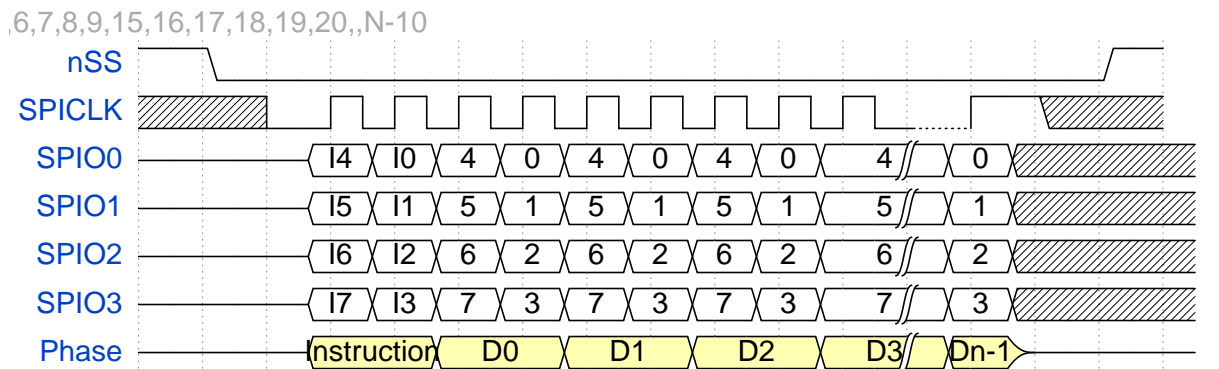 ,6,7,8,9,15,16,17,18,19,20,,N-10
nSS
SPICLK
SPIO0 I4 I0 4 0 4 0 4 0 4 0
SPIO1 I5 I1 5 1 5 1 5 1 5 1
SPIO2 I6 I2 6 2 6 2 6 2 6 2
SPIO3 I7 I3 7 3 7 3 7 3 7 3
Phase Instruction D0 D1 D2 D3 Dn-1